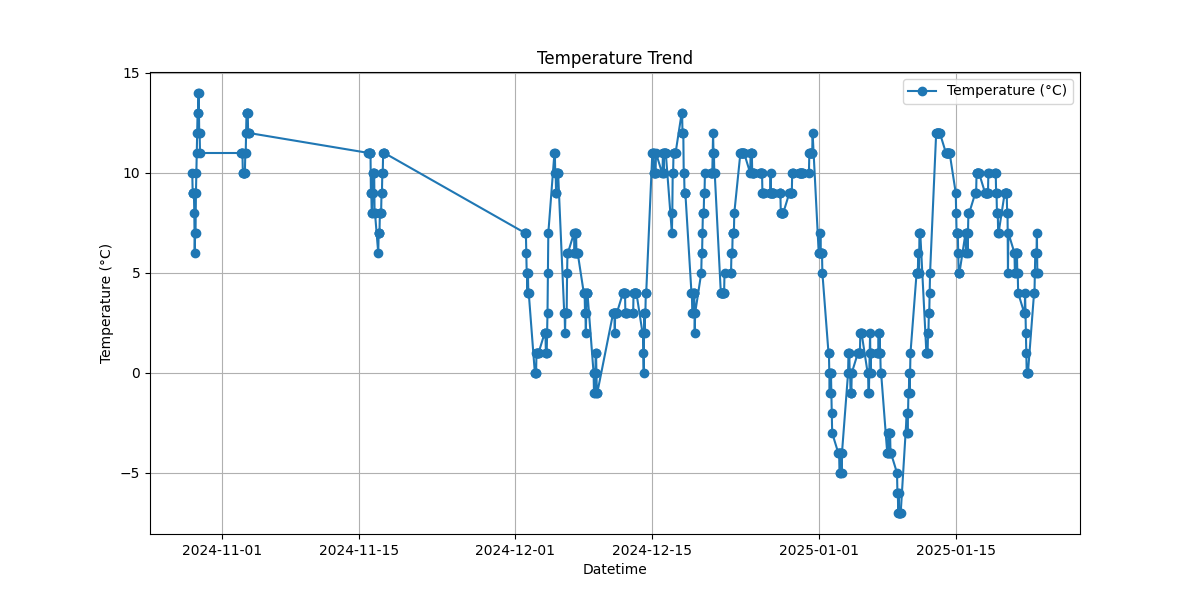 Temperature Trend
Temperature (°C)
15
10
5
0
−5
Temperature (°C)
2024-11-01
2024-11-15
2024-12-01
2024-12-15
2025-01-01
2025-01-15
Datetime